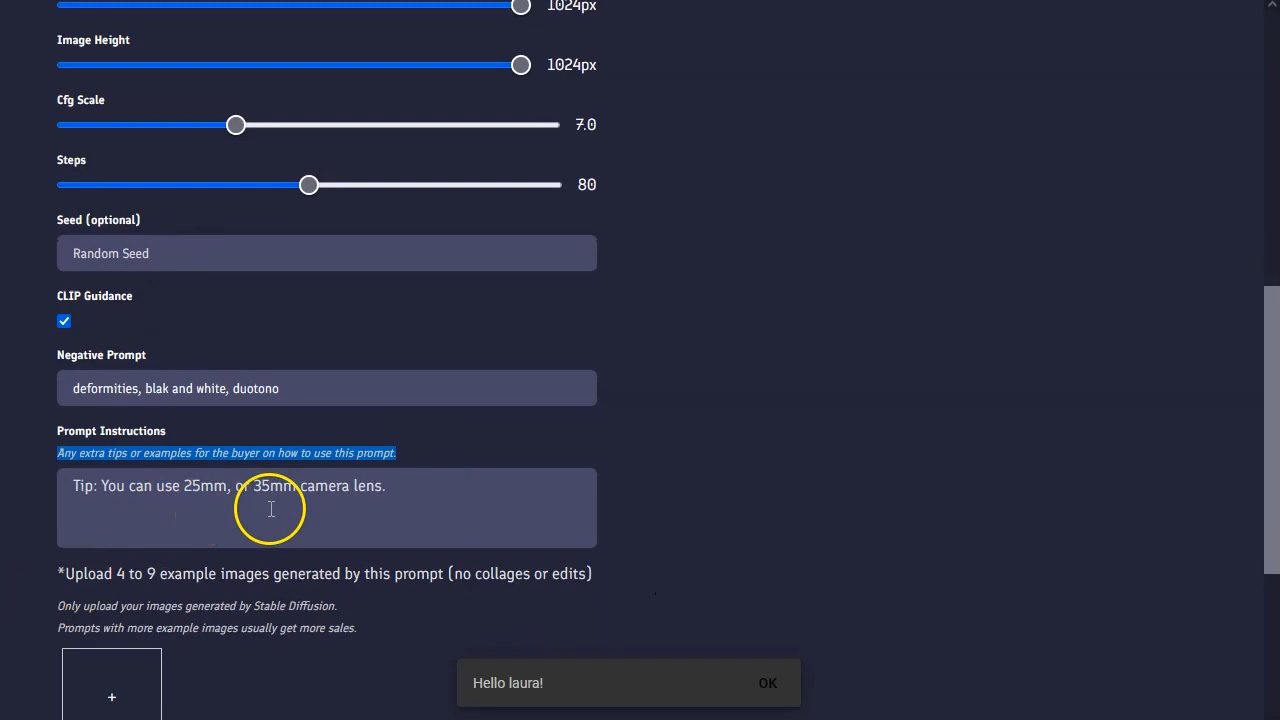 1024px
Image Height
1024px
Cfg Scale
7.0
Steps
80
Seed (optional)
Random Seed
CLIP Guidance
Negative Prompt
deformities, blak and white, duotono
Prompt Instructions
Any extra tips or examples for the buyer on how to use this prompt.
Tip: You can use 25mm, or 35mm camera lens.
*Upload 4 to 9 example images generated by this prompt (no collages or edits)
Only upload your images generated by Stable Diffusion.
Prompts with more example images usually get more sales.
+
Hello laura!
OK